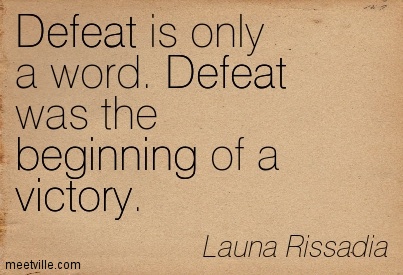 Defeat is only
a word. Defeat
was the
beginning of a
victory.
Launa Rissadia
meetville.com